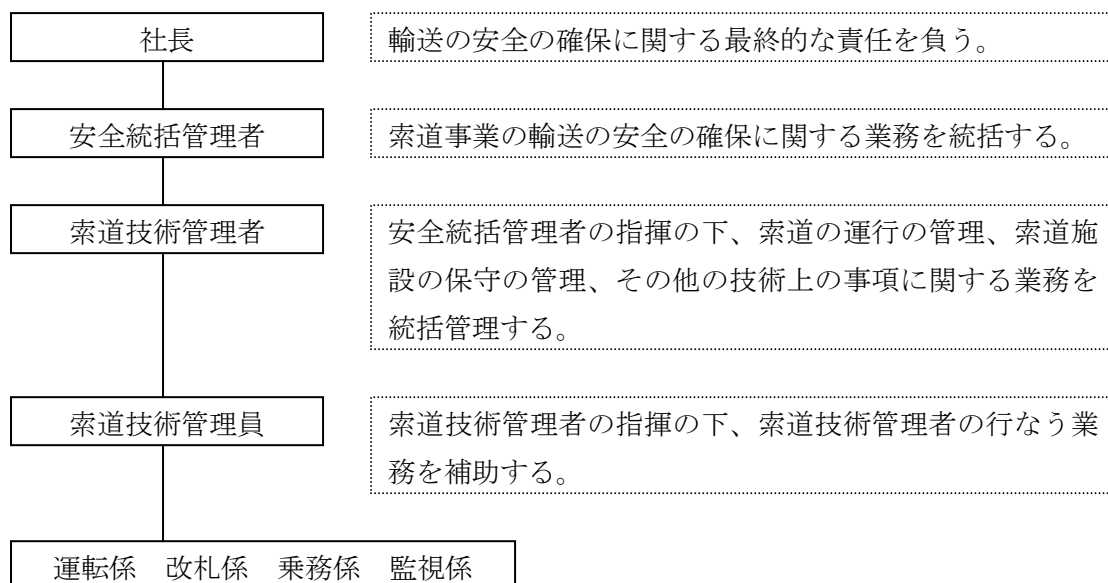 社長
輸送の安全の確保に関する最終的な責任を負う。
安全統括管理者
索道事業の輸送の安全の確保に関する業務を統括する。
索道技術管理者
安全統括管理者の指揮の下、索道の運行の管理、索道施
設の保守の管理、その他の技術上の事項に関する業務を
統括管理する。
索道技術管理員
索道技術管理者の指揮の下、索道技術管理者の行なう業
務を補助する。
運転係　改札係　乗務係　監視係